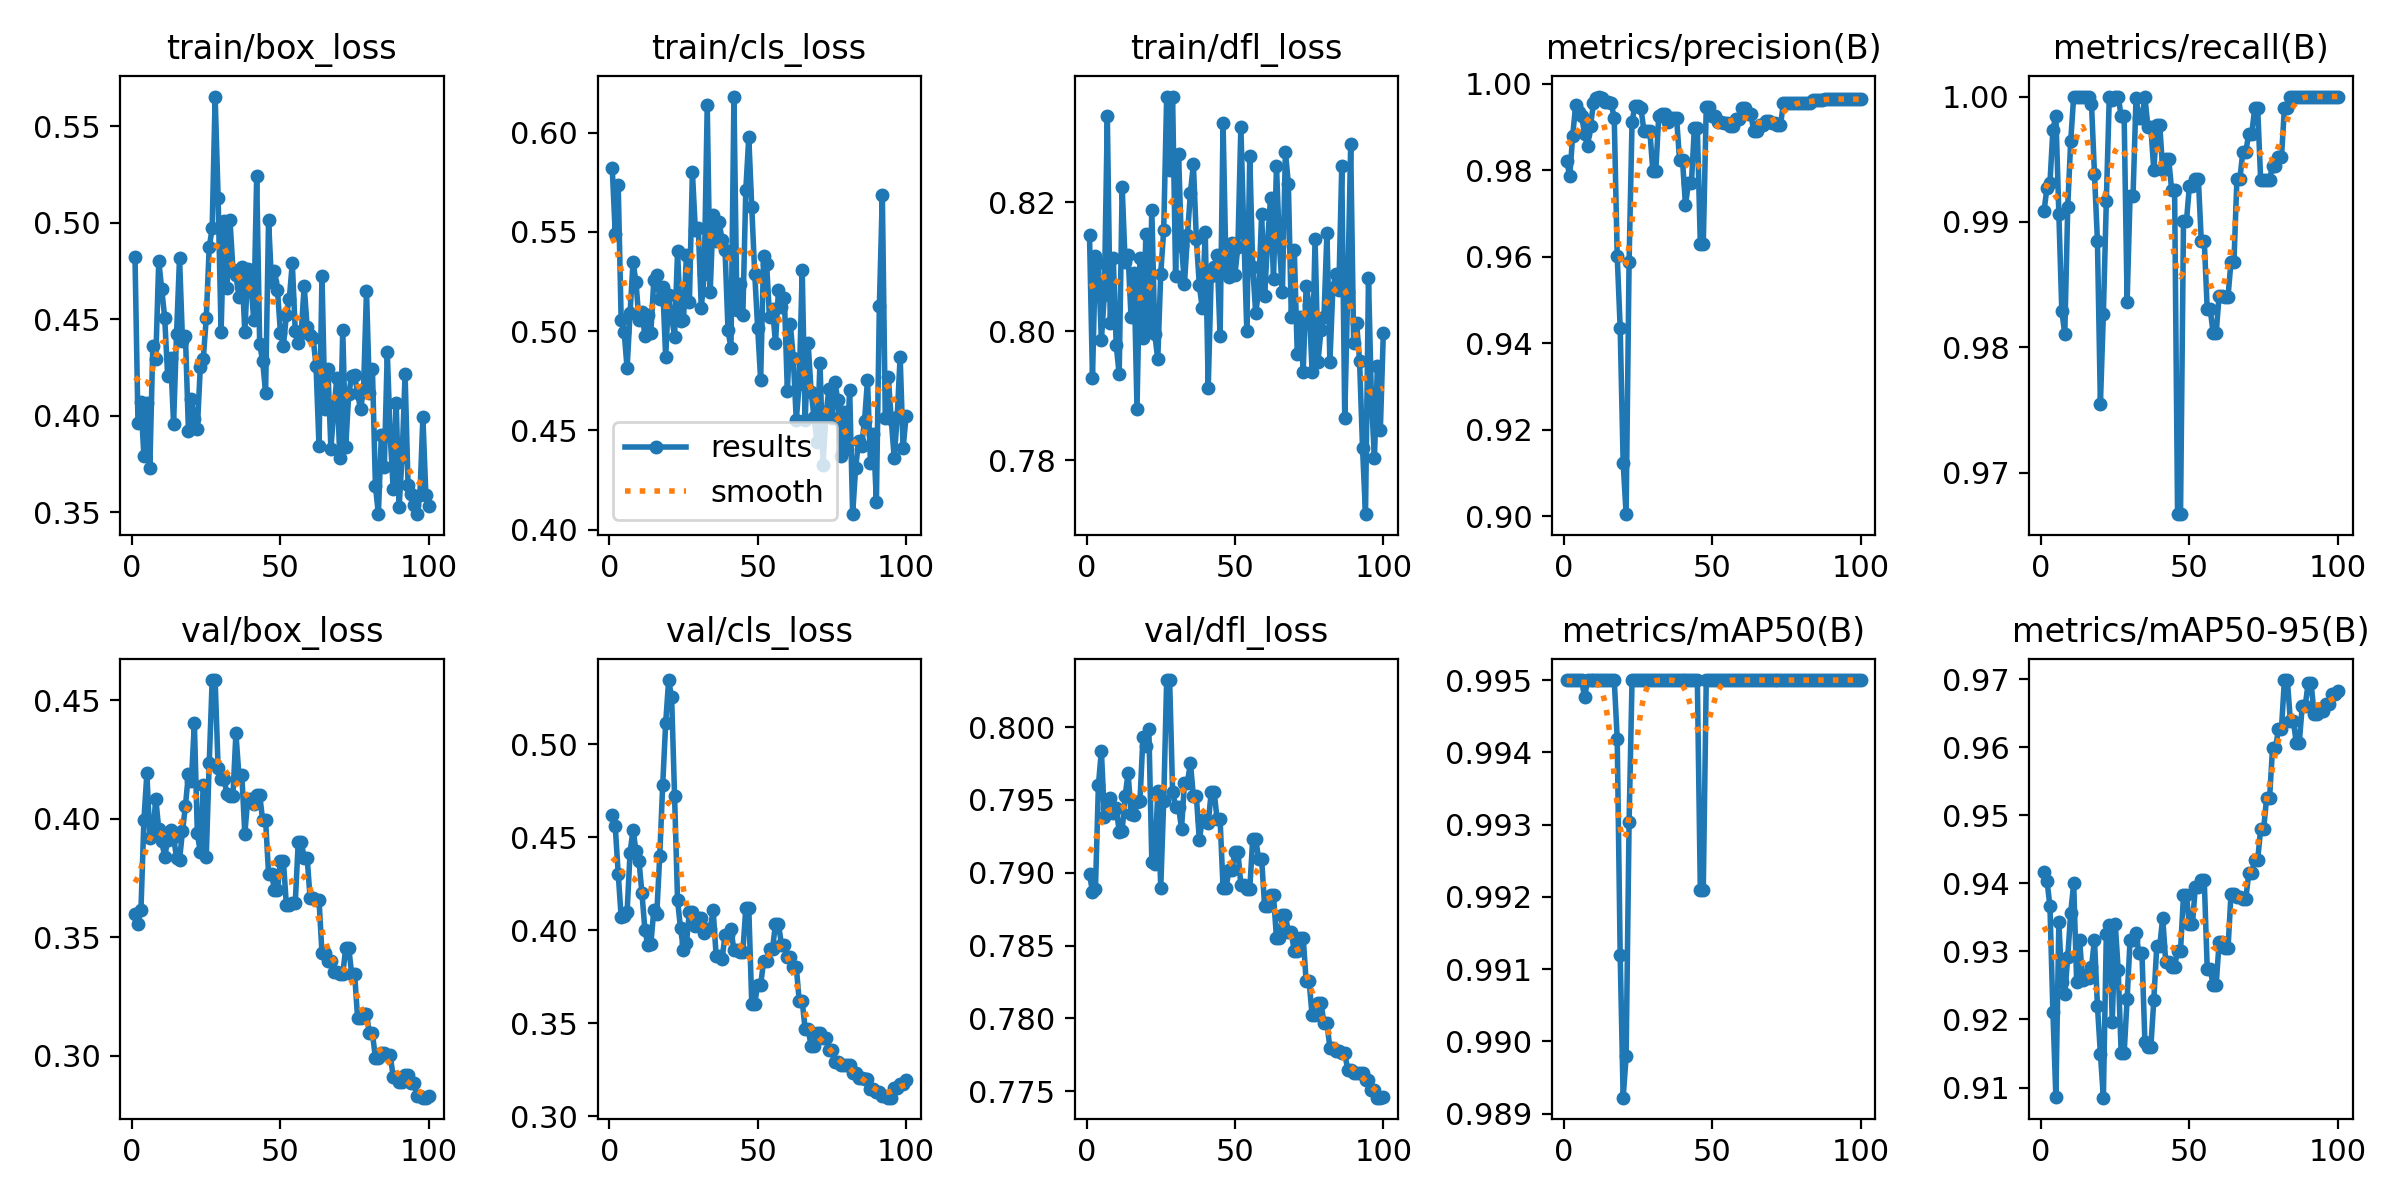 train/box_loss
0.55
0.50
0.45
0.40
0.35
0 50 100
train/cls_loss
0.60
0.55
0.50
0.45
0.40
results
smooth
0 50 100
train/dfl_loss
0.82
0.80
0.78
0 50 100
metrics/precision(B)
1.00
0.98
0.96
0.94
0.92
0.90
0 50 100
metrics/recall(B)
1.00
0.99
0.98
0.97
0 50 100
val/box_loss
0.45
0.40
0.35
0.30
0 50 100
val/cls_loss
0.50
0.45
0.40
0.35
0.30
0 50 100
val/dfl_loss
0.800
0.795
0.790
0.785
0.780
0.775
0 50 100
metrics/mAP50(B)
0.995
0.994
0.993
0.992
0.991
0.990
0.989
0 50 100
metrics/mAP50-95(B)
0.97
0.96
0.95
0.94
0.93
0.92
0.91
0 50 100